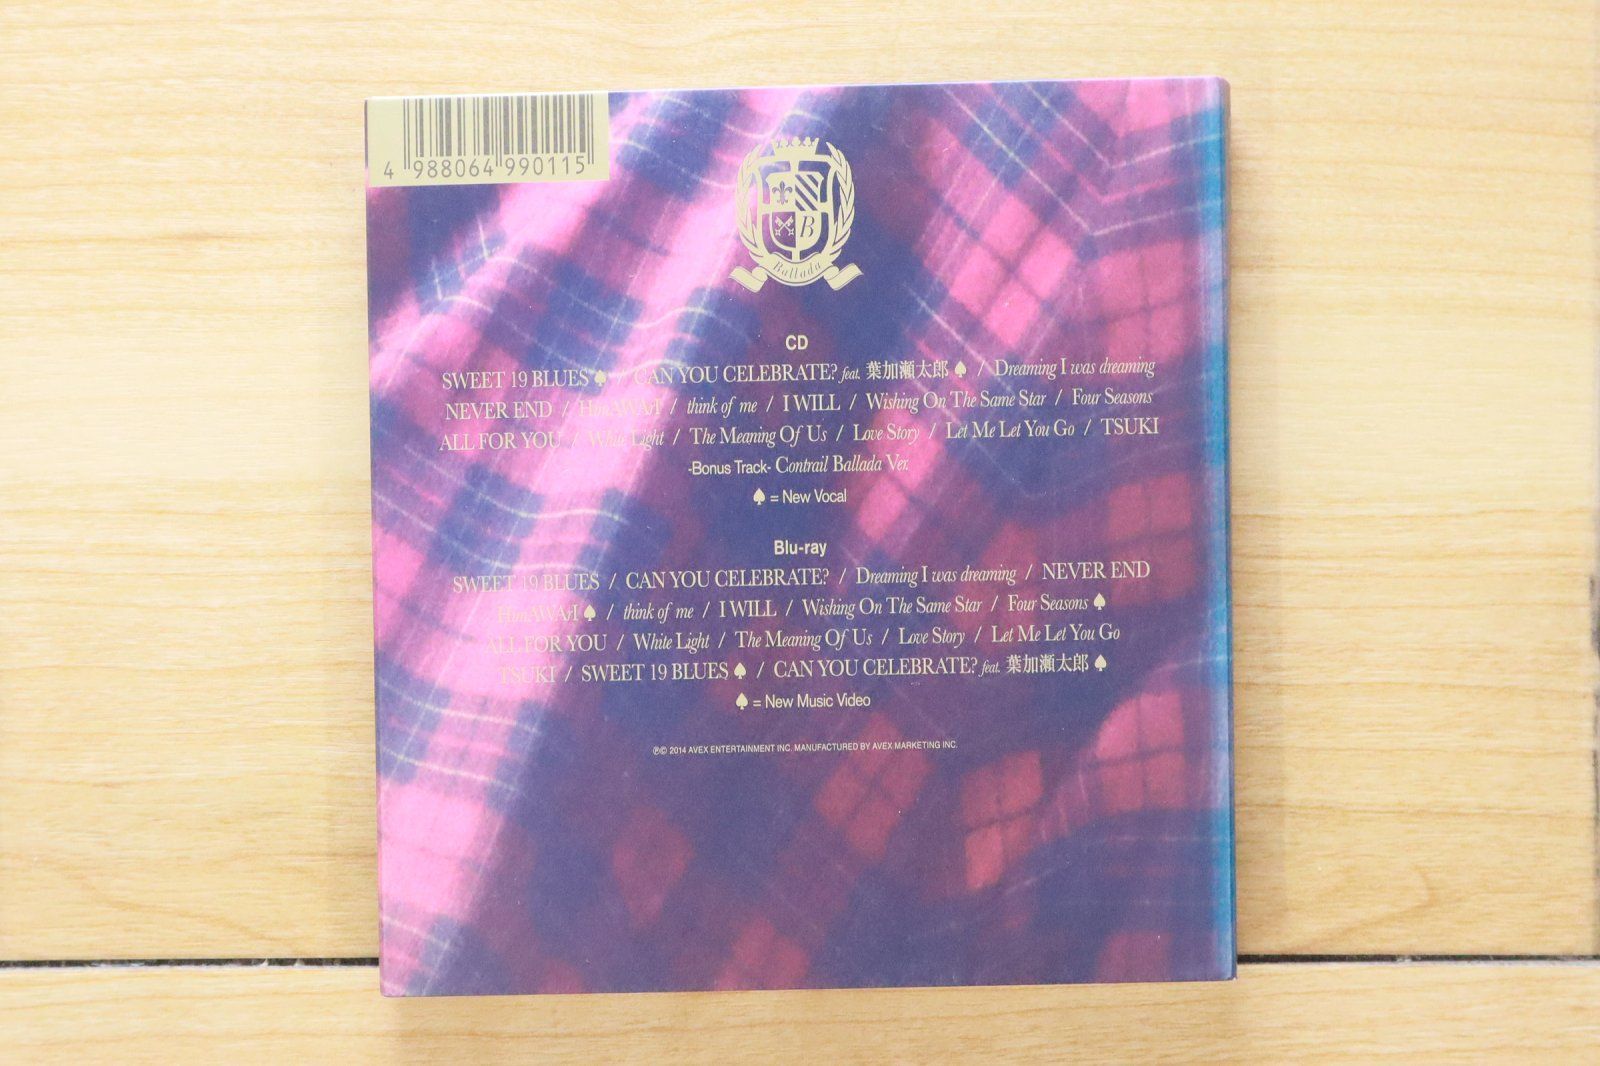 4 988064 990115
B
Ballada
CD
SWEET 19 BLUES ♠ / CAN YOU CELEBRATE? feat. 葉加瀬太郎 ♠ / Dreaming I was dreaming
NEVER END / HimAWArI / think of me / I WILL / Wishing On The Same Star / Four Seasons
ALL FOR YOU / White Light / The Meaning Of Us / Love Story / Let Me Let You Go / TSUKI
-Bonus Track- Contrail Ballada Ver.
♠ = New Vocal
Blu-ray
SWEET 19 BLUES / CAN YOU CELEBRATE? / Dreaming I was dreaming / NEVER END
HimAWArI ♠ / think of me / I WILL / Wishing On The Same Star / Four Seasons ♠
ALL FOR YOU / White Light / The Meaning Of Us / Love Story / Let Me Let You Go
TSUKI / SWEET 19 BLUES ♠ / CAN YOU CELEBRATE? feat. 葉加瀬太郎 ♠
♠ = New Music Video
℗© 2014 AVEX ENTERTAINMENT INC. MANUFACTURED BY AVEX MARKETING INC.